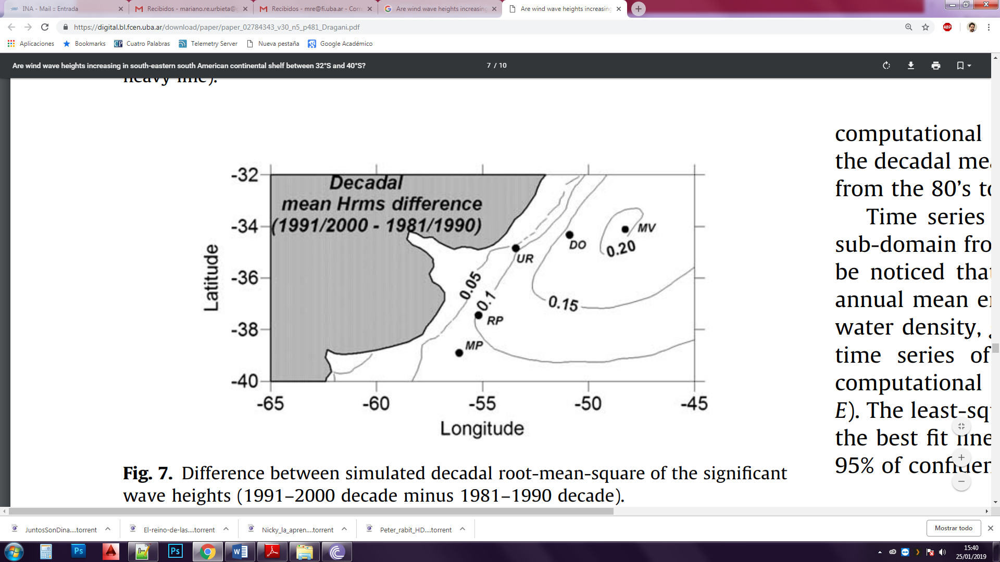 INA - Mail :: Entrada
Recibidos - mariano.re.urbieta@g
Recibidos - mre@fi.uba.ar - Corr
Are wind wave heights increasing
Are wind wave heights increasing
https://digital.bl.fcen.uba.ar/download/paper/paper_02784343_v30_n5_p481_Dragani.pdf
ABP
Aplicaciones
Bookmarks
CP Cuatro Palabras
Telemetry Server
Nueva pestaña
Google Académico
Are wind wave heights increasing in south-eastern south American continental shelf between 32°S and 40°S?
7 / 10
heavy line).
Decadal
mean Hrms difference
(1991/2000 - 1981/1990)
-32
-34
-36
-38
-40
Latitude
-65 -60 -55 -50 -45
Longitude
MV
DO
UR
RP
MP
0.20
0.15
0.1
0.05
Fig. 7. Difference between simulated decadal root-mean-square of the significant
wave heights (1991–2000 decade minus 1981–1990 decade).
computational
the decadal mea
from the 80's to
Time series
sub-domain fro
be noticed that
annual mean e
water density,
time series of
computational
E). The least-sq
the best fit line
95% of confiden
JuntosSonDina....torrent
El-reino-de-las....torrent
Nicky_la_apren....torrent
Peter_rabit_HD....torrent
Mostrar todo
Ps
Ps
15:40
25/01/2019